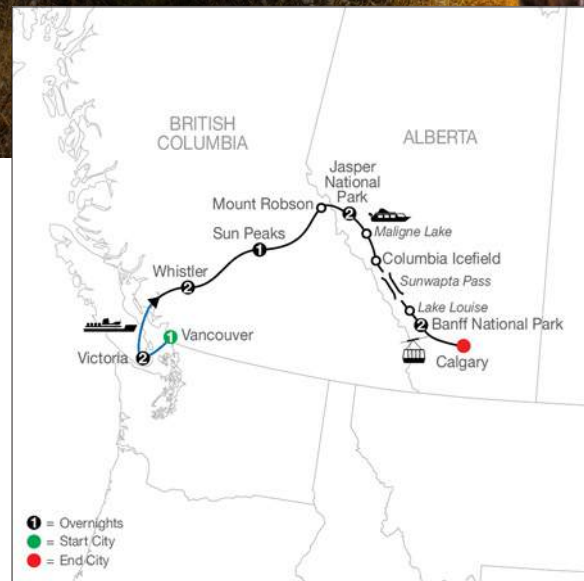 BRITISH
COLUMBIA
ALBERTA
Jasper
National
Park
2
Mount Robson
Maligne Lake
Sun Peaks
1
Columbia Icefield
Whistler
2
Sunwapta Pass
Lake Louise
2 Banff National Park
1 Vancouver
Victoria 2
Calgary
1 = Overnights
= Start City
= End City